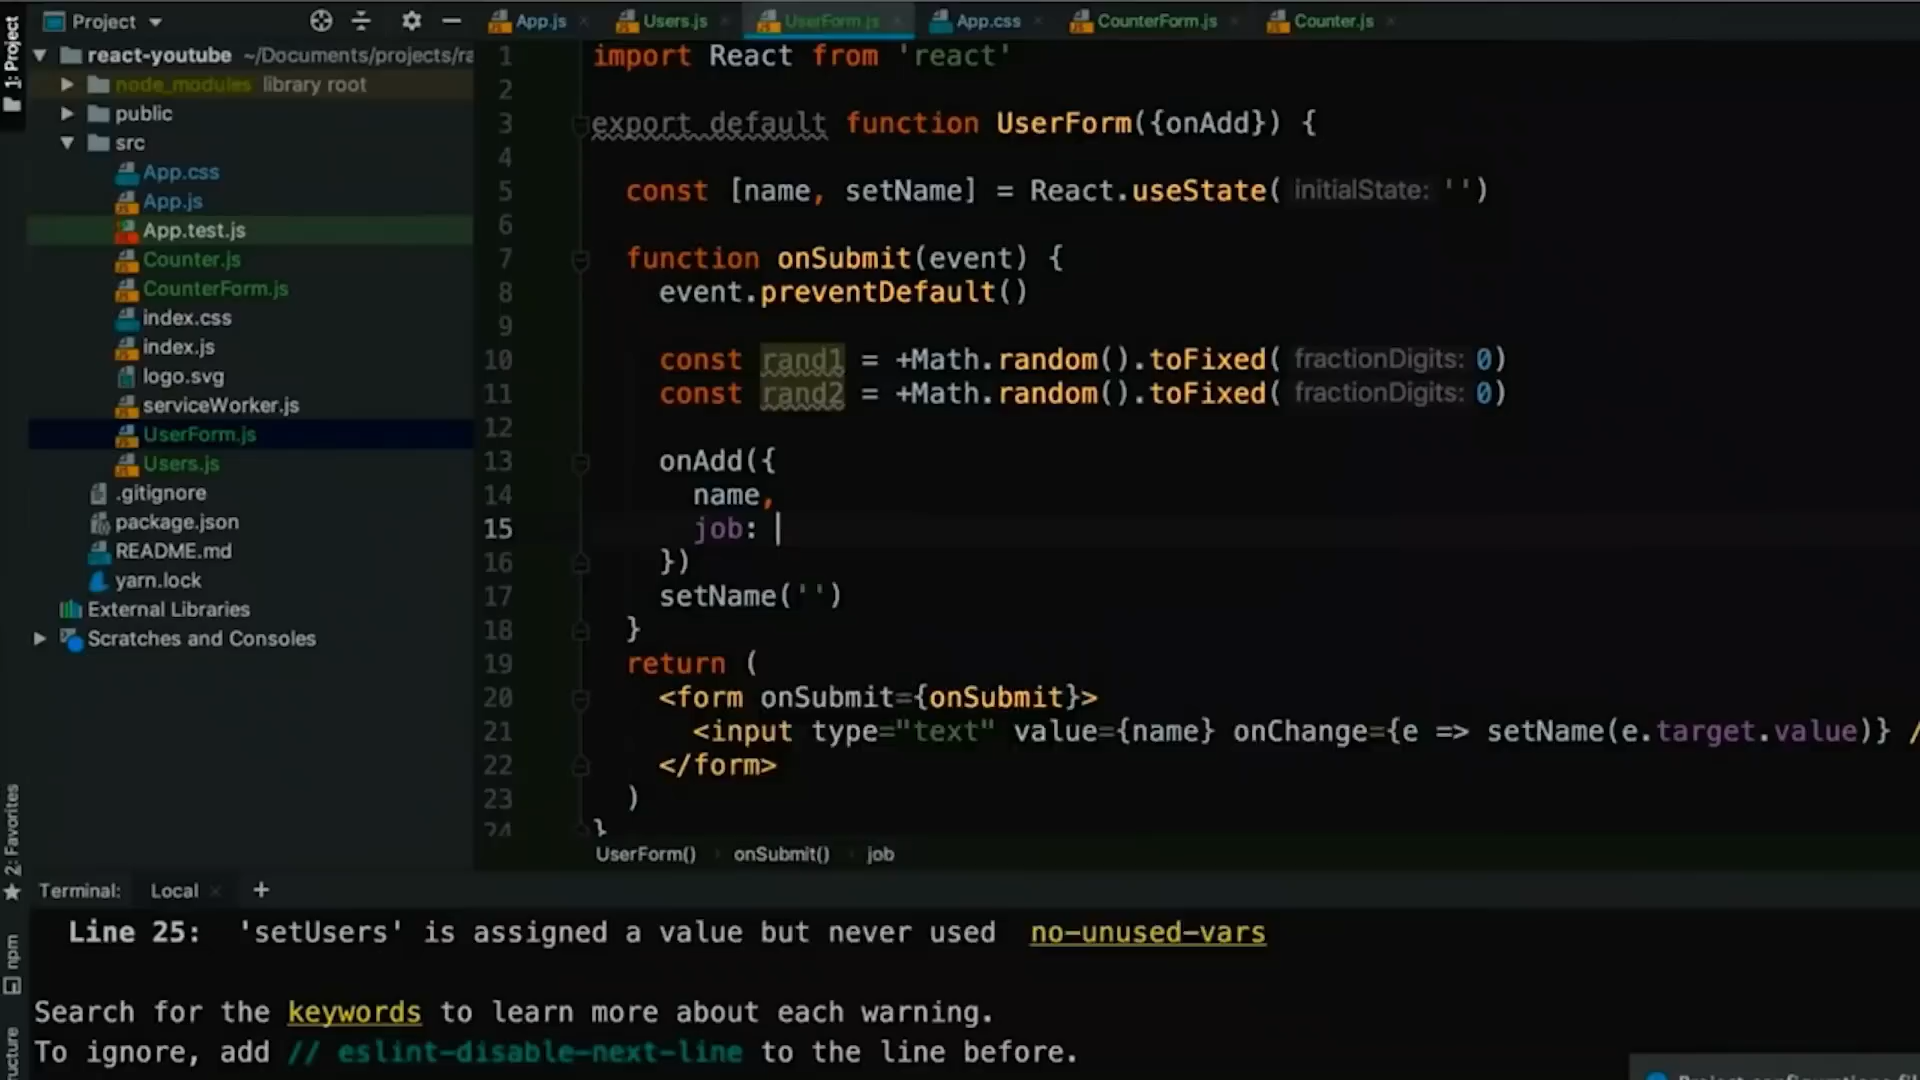 Project
App.js
Users.js
UserForm.js
App.css
CounterForm.js
Counter.js
1: Project
react-youtube ~/Documents/projects/ra
node_modules library root
public
src
App.css
App.js
App.test.js
Counter.js
CounterForm.js
index.css
index.js
logo.svg
serviceWorker.js
UserForm.js
Users.js
.gitignore
package.json
README.md
yarn.lock
External Libraries
Scratches and Consoles
1 import React from 'react'
2
3 export default function UserForm({onAdd}) {
4
5 const [name, setName] = React.useState( initialState: '')
6
7 function onSubmit(event) {
8 event.preventDefault()
9
10 const rand1 = +Math.random().toFixed( fractionDigits: 0)
11 const rand2 = +Math.random().toFixed( fractionDigits: 0)
12
13 onAdd({
14 name,
15 job:
16 })
17 setName('')
18 }
19 return (
20 <form onSubmit={onSubmit}>
21 <input type="text" value={name} onChange={e => setName(e.target.value)} /
22 </form>
23 )
24 }
UserForm() onSubmit() job
2: Favorites
npm
Terminal: Local +
Line 25: 'setUsers' is assigned a value but never used no-unused-vars
Search for the keywords to learn more about each warning.
To ignore, add // eslint-disable-next-line to the line before.